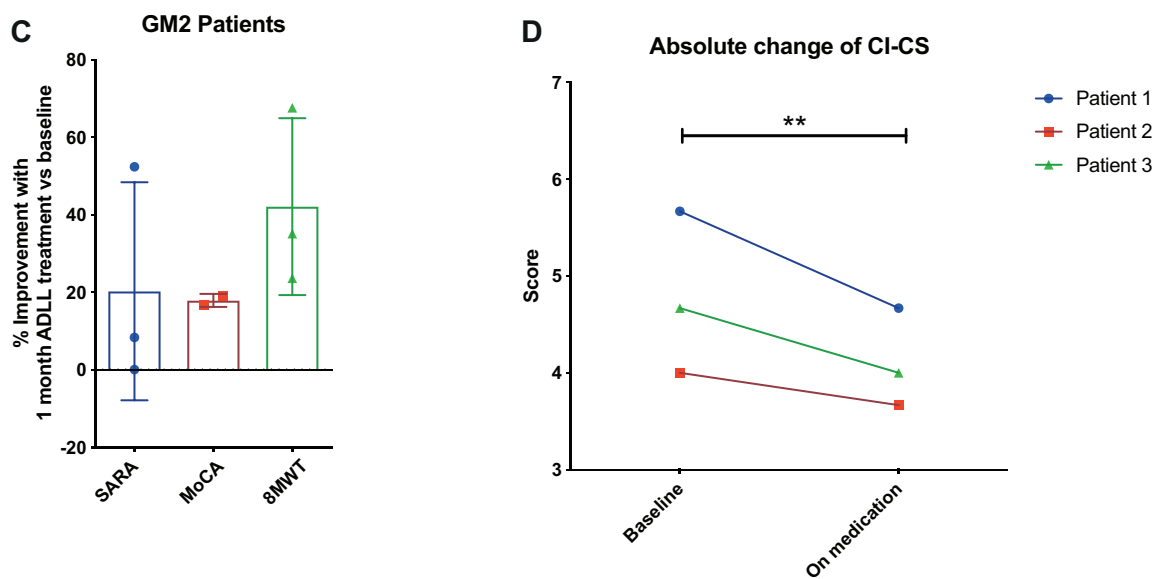 C
GM2 Patients
% Improvement with
1 month ADLL treatment vs baseline
80
60
40
20
0
-20
SARA
MoCA
8MWT
D
Absolute change of CI-CS
Score
7
6
5
4
3
**
Baseline
On medication
Patient 1
Patient 2
Patient 3